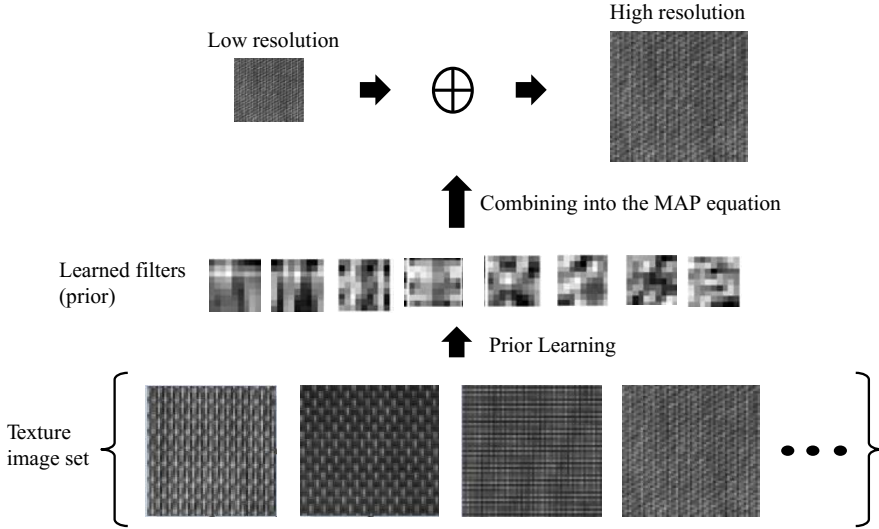 High resolution
Low resolution
Combining into the MAP equation
Learned filters
(prior)
Prior Learning
Texture
image set